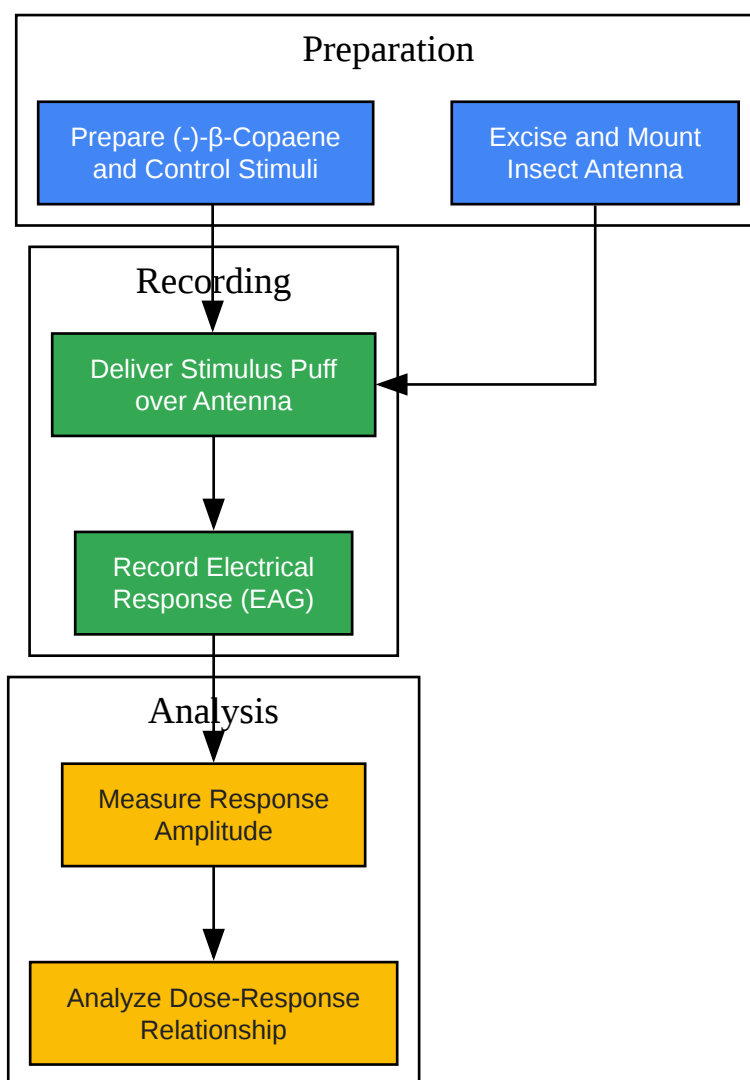 Preparation
Prepare (-)-β-Copaene
and Control Stimuli
Excise and Mount
Insect Antenna
Recording
Deliver Stimulus Puff
over Antenna
Record Electrical
Response (EAG)
Analysis
Measure Response
Amplitude
Analyze Dose-Response
Relationship